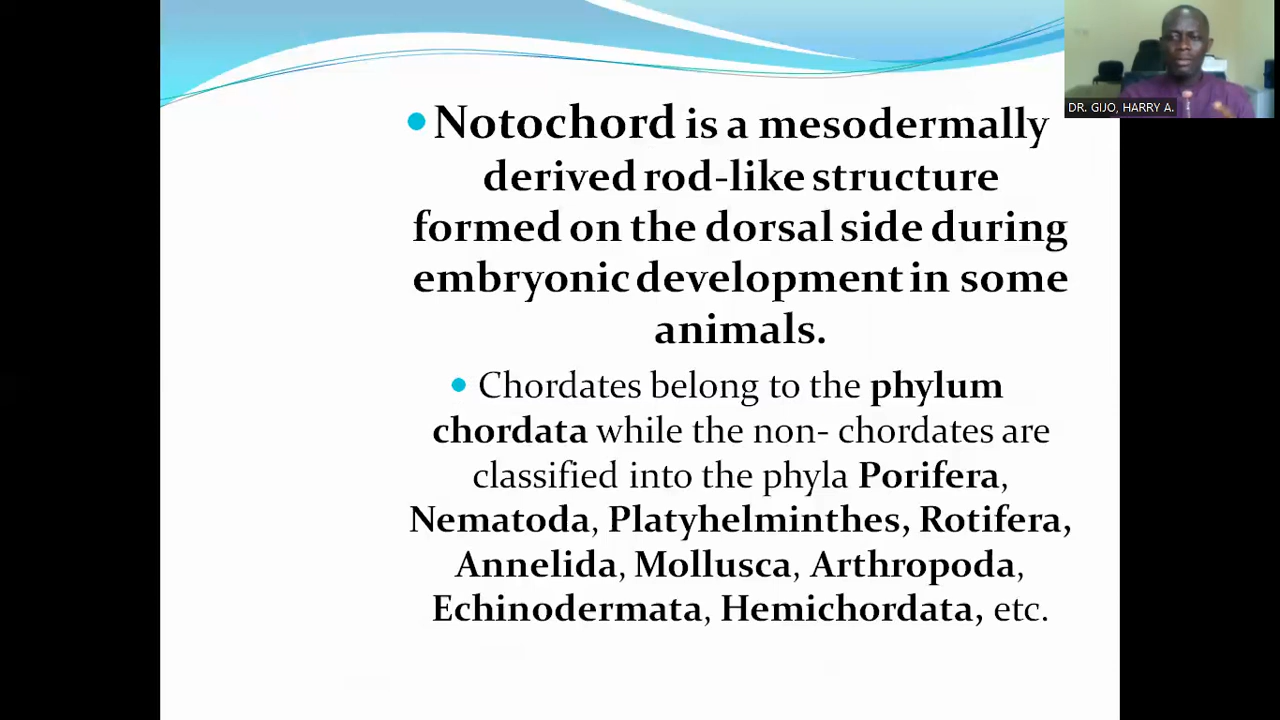 DR. GIJO, HARRY A.
• Notochord is a mesodermally
derived rod-like structure
formed on the dorsal side during
embryonic development in some
animals.
• Chordates belong to the phylum
chordata while the non- chordates are
classified into the phyla Porifera,
Nematoda, Platyhelminthes, Rotifera,
Annelida, Mollusca, Arthropoda,
Echinodermata, Hemichordata, etc.